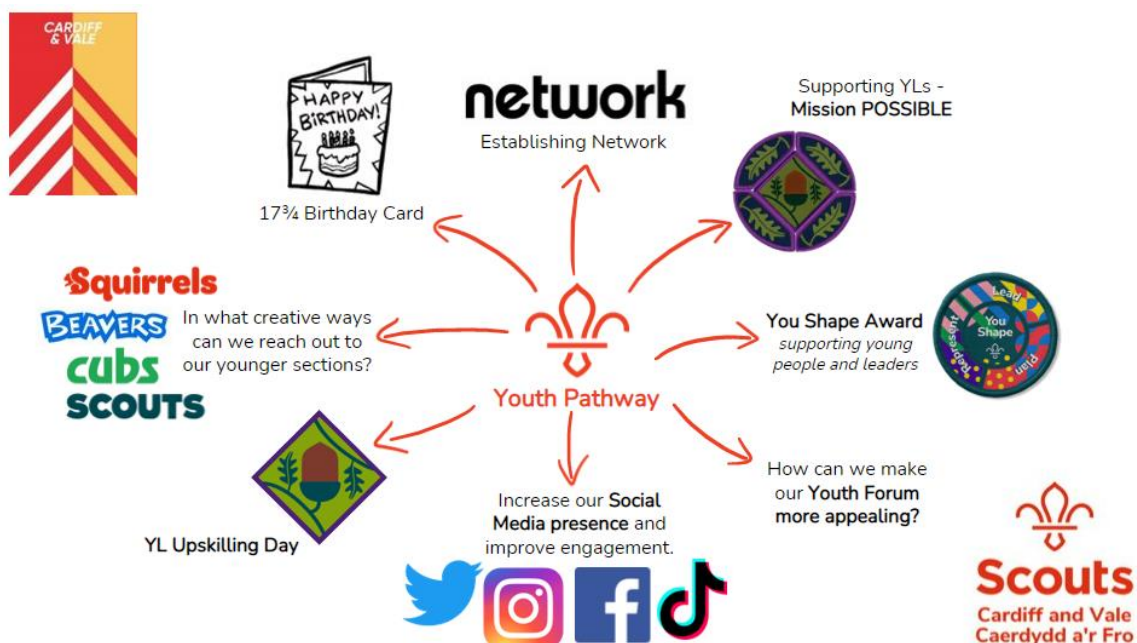 CARDIFF
& VALE
HAPPY
BIRTHDAY!
17¾ Birthday Card
network
Establishing Network
Supporting YLs -
Mission POSSIBLE
Squirrels
BEAVERS
cubs
SCOUTS
In what creative ways
can we reach out to
our younger sections?
Youth Pathway
You Shape Award
supporting young
people and leaders
Lead
You
Shape
Represent
Plan
YL Upskilling Day
Increase our Social
Media presence and
improve engagement.
How can we make
our Youth Forum
more appealing?
Scouts
Cardiff and Vale
Caerdydd a'r Fro